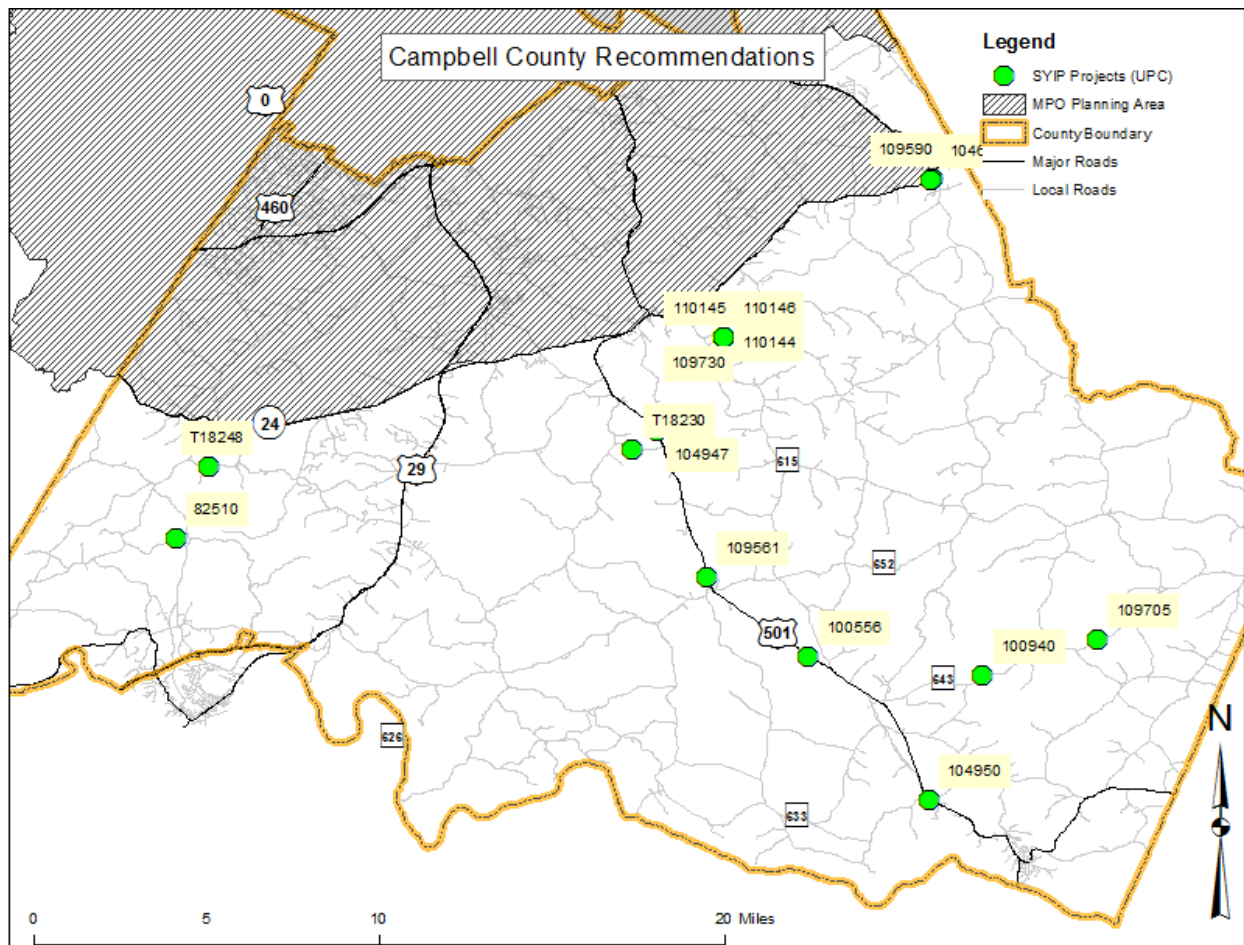 Campbell County Recommendations
Legend
SYIP Projects (UPC)
MPO Planning Area
County Boundary
Major Roads
Local Roads
0
460
109590
110145 110146
110144
109730
24
T18248
29
T18230
104947
615
82510
109561
652
501
100556
109705
100940
643
626
104950
633
N
0 5 10 20 Miles